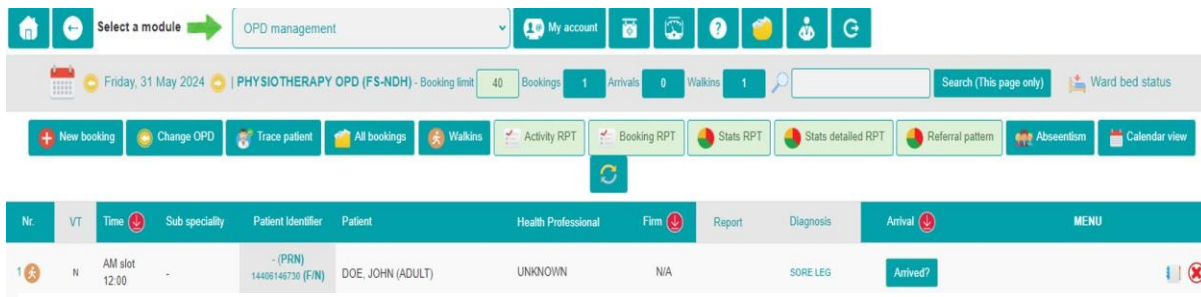 Select a module OPD management My account ?
Friday, 31 May 2024 | PHYSIOTHERAPY OPD (FS-NDH) - Booking limit 40 Bookings 1 Arrivals 0 Walkins 1 Search (This page only) Ward bed status
New booking Change OPD Trace patient All bookings Walkins Activity RPT Booking RPT Stats RPT Stats detailed RPT Referral pattern Abseentism Calendar view
Nr. VT Time Sub speciality Patient Identifier Patient Health Professional Firm Report Diagnosis Arrival MENU
1 N AM slot - - (PRN) DOE, JOHN (ADULT) UNKNOWN N/A SORE LEG Arrived?
12:00 14406146730 (F/N)